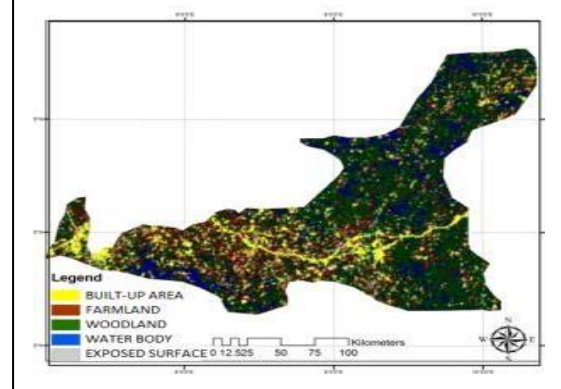 Legend
BUILT-UP AREA
FARMLAND
WOODLAND
WATER BODY
EXPOSED SURFACE
0 12.525 50 75 100
Kilometers
N
W E
S